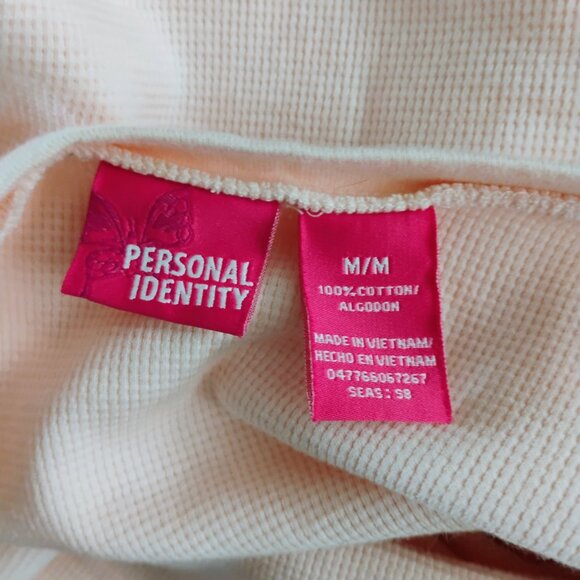 PERSONAL
IDENTITY
M/M
100% COTTON/
ALGODON
MADE IN VIETNAM/
HECHO EN VIETNAM
047766067267
SEAS: S8